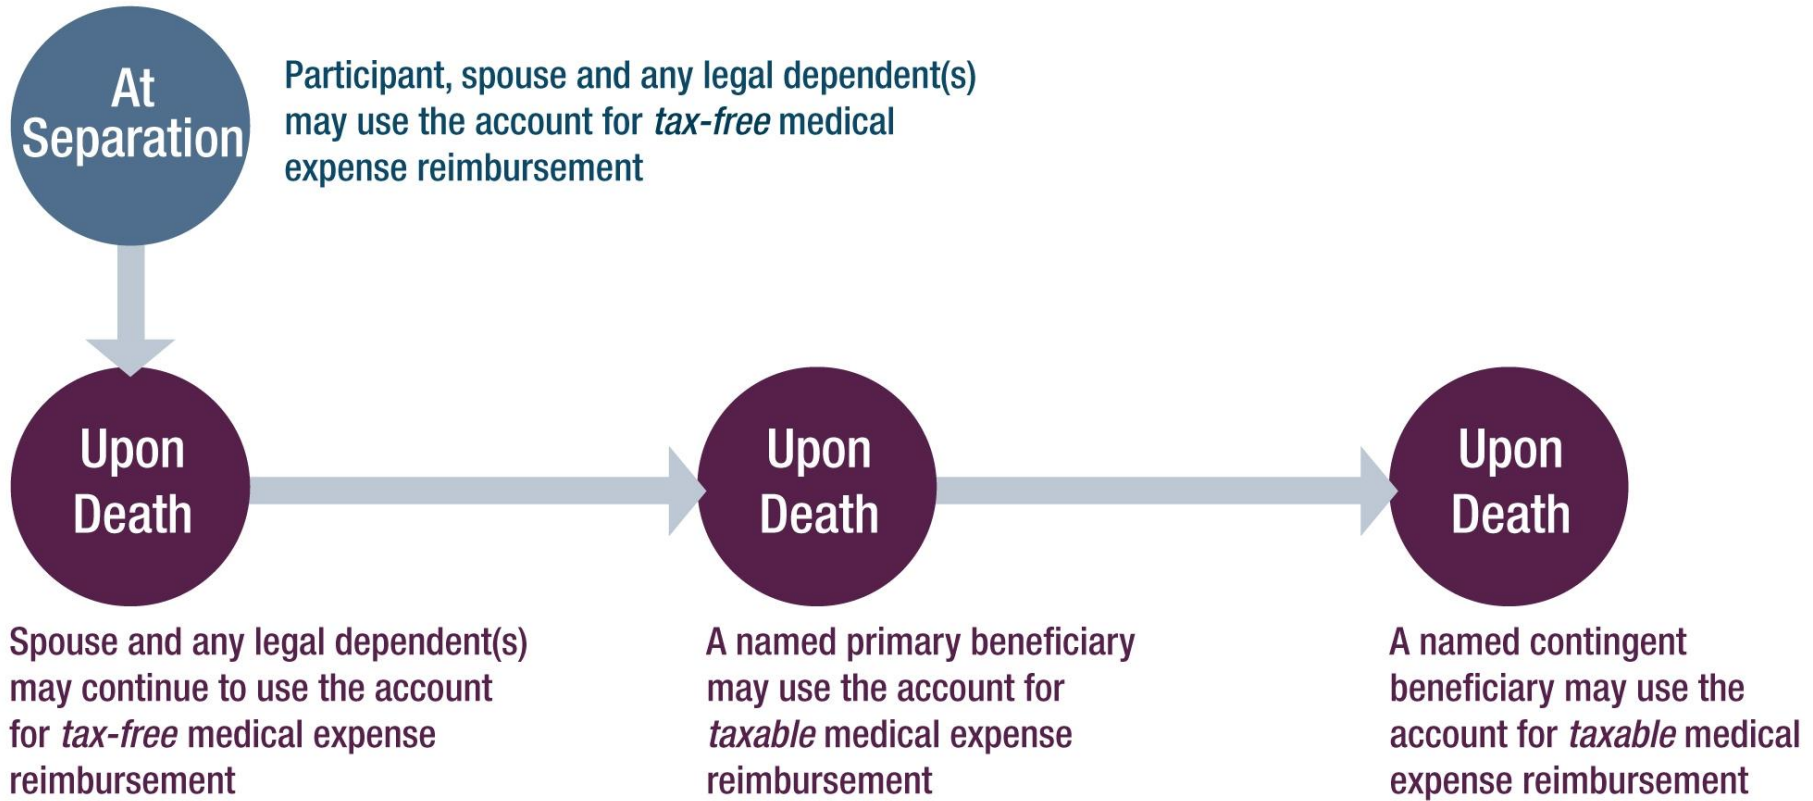 At
Separation
Participant, spouse and any legal dependent(s)
may use the account for tax-free medical
expense reimbursement
Upon
Death
Spouse and any legal dependent(s)
may continue to use the account
for tax-free medical expense
reimbursement
Upon
Death
A named primary beneficiary
may use the account for
taxable medical expense
reimbursement
Upon
Death
A named contingent
beneficiary may use the
account for taxable medical
expense reimbursement